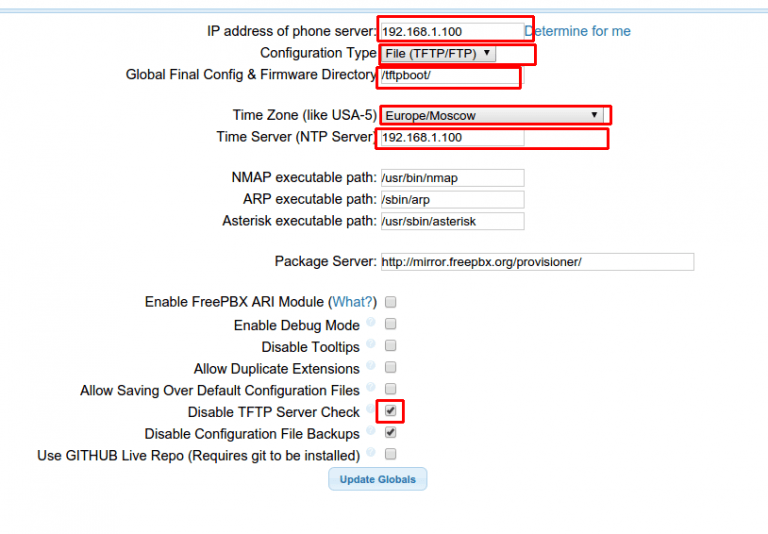 IP address of phone server: 192.168.1.100 Determine for me
Configuration Type File (TFTP/FTP)
Global Final Config & Firmware Directory /tftpboot/
Time Zone (like USA-5) Europe/Moscow
Time Server (NTP Server) 192.168.1.100
NMAP executable path: /usr/bin/nmap
ARP executable path: /sbin/arp
Asterisk executable path: /usr/sbin/asterisk
Package Server: http://mirror.freepbx.org/provisioner/
Enable FreePBX ARI Module (What?)
Enable Debug Mode
Disable Tooltips
Allow Duplicate Extensions
Allow Saving Over Default Configuration Files
Disable TFTP Server Check
Disable Configuration File Backups
Use GITHUB Live Repo (Requires git to be installed)
Update Globals